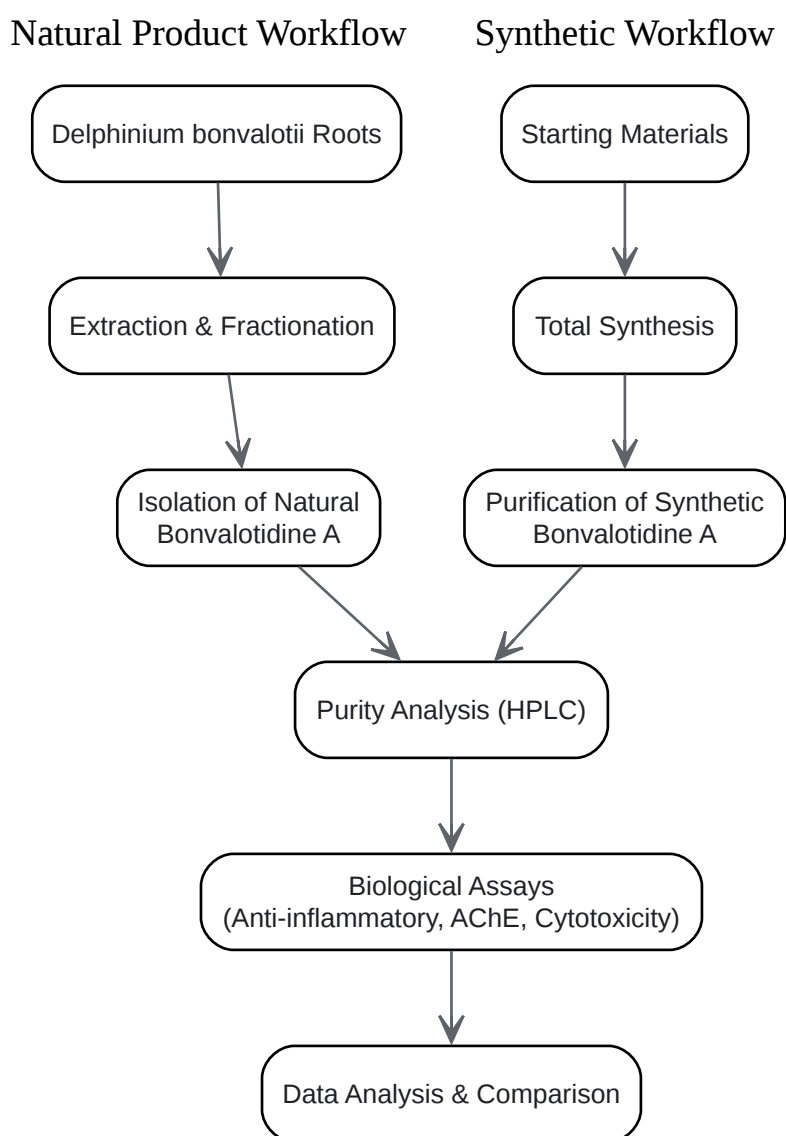 Natural Product Workflow
Synthetic Workflow
Delphinium bonvalotii Roots
Starting Materials
Extraction & Fractionation
Total Synthesis
Isolation of Natural
Bonvalotidine A
Purification of Synthetic
Bonvalotidine A
Purity Analysis (HPLC)
Biological Assays
(Anti-inflammatory, AChE, Cytotoxicity)
Data Analysis & Comparison